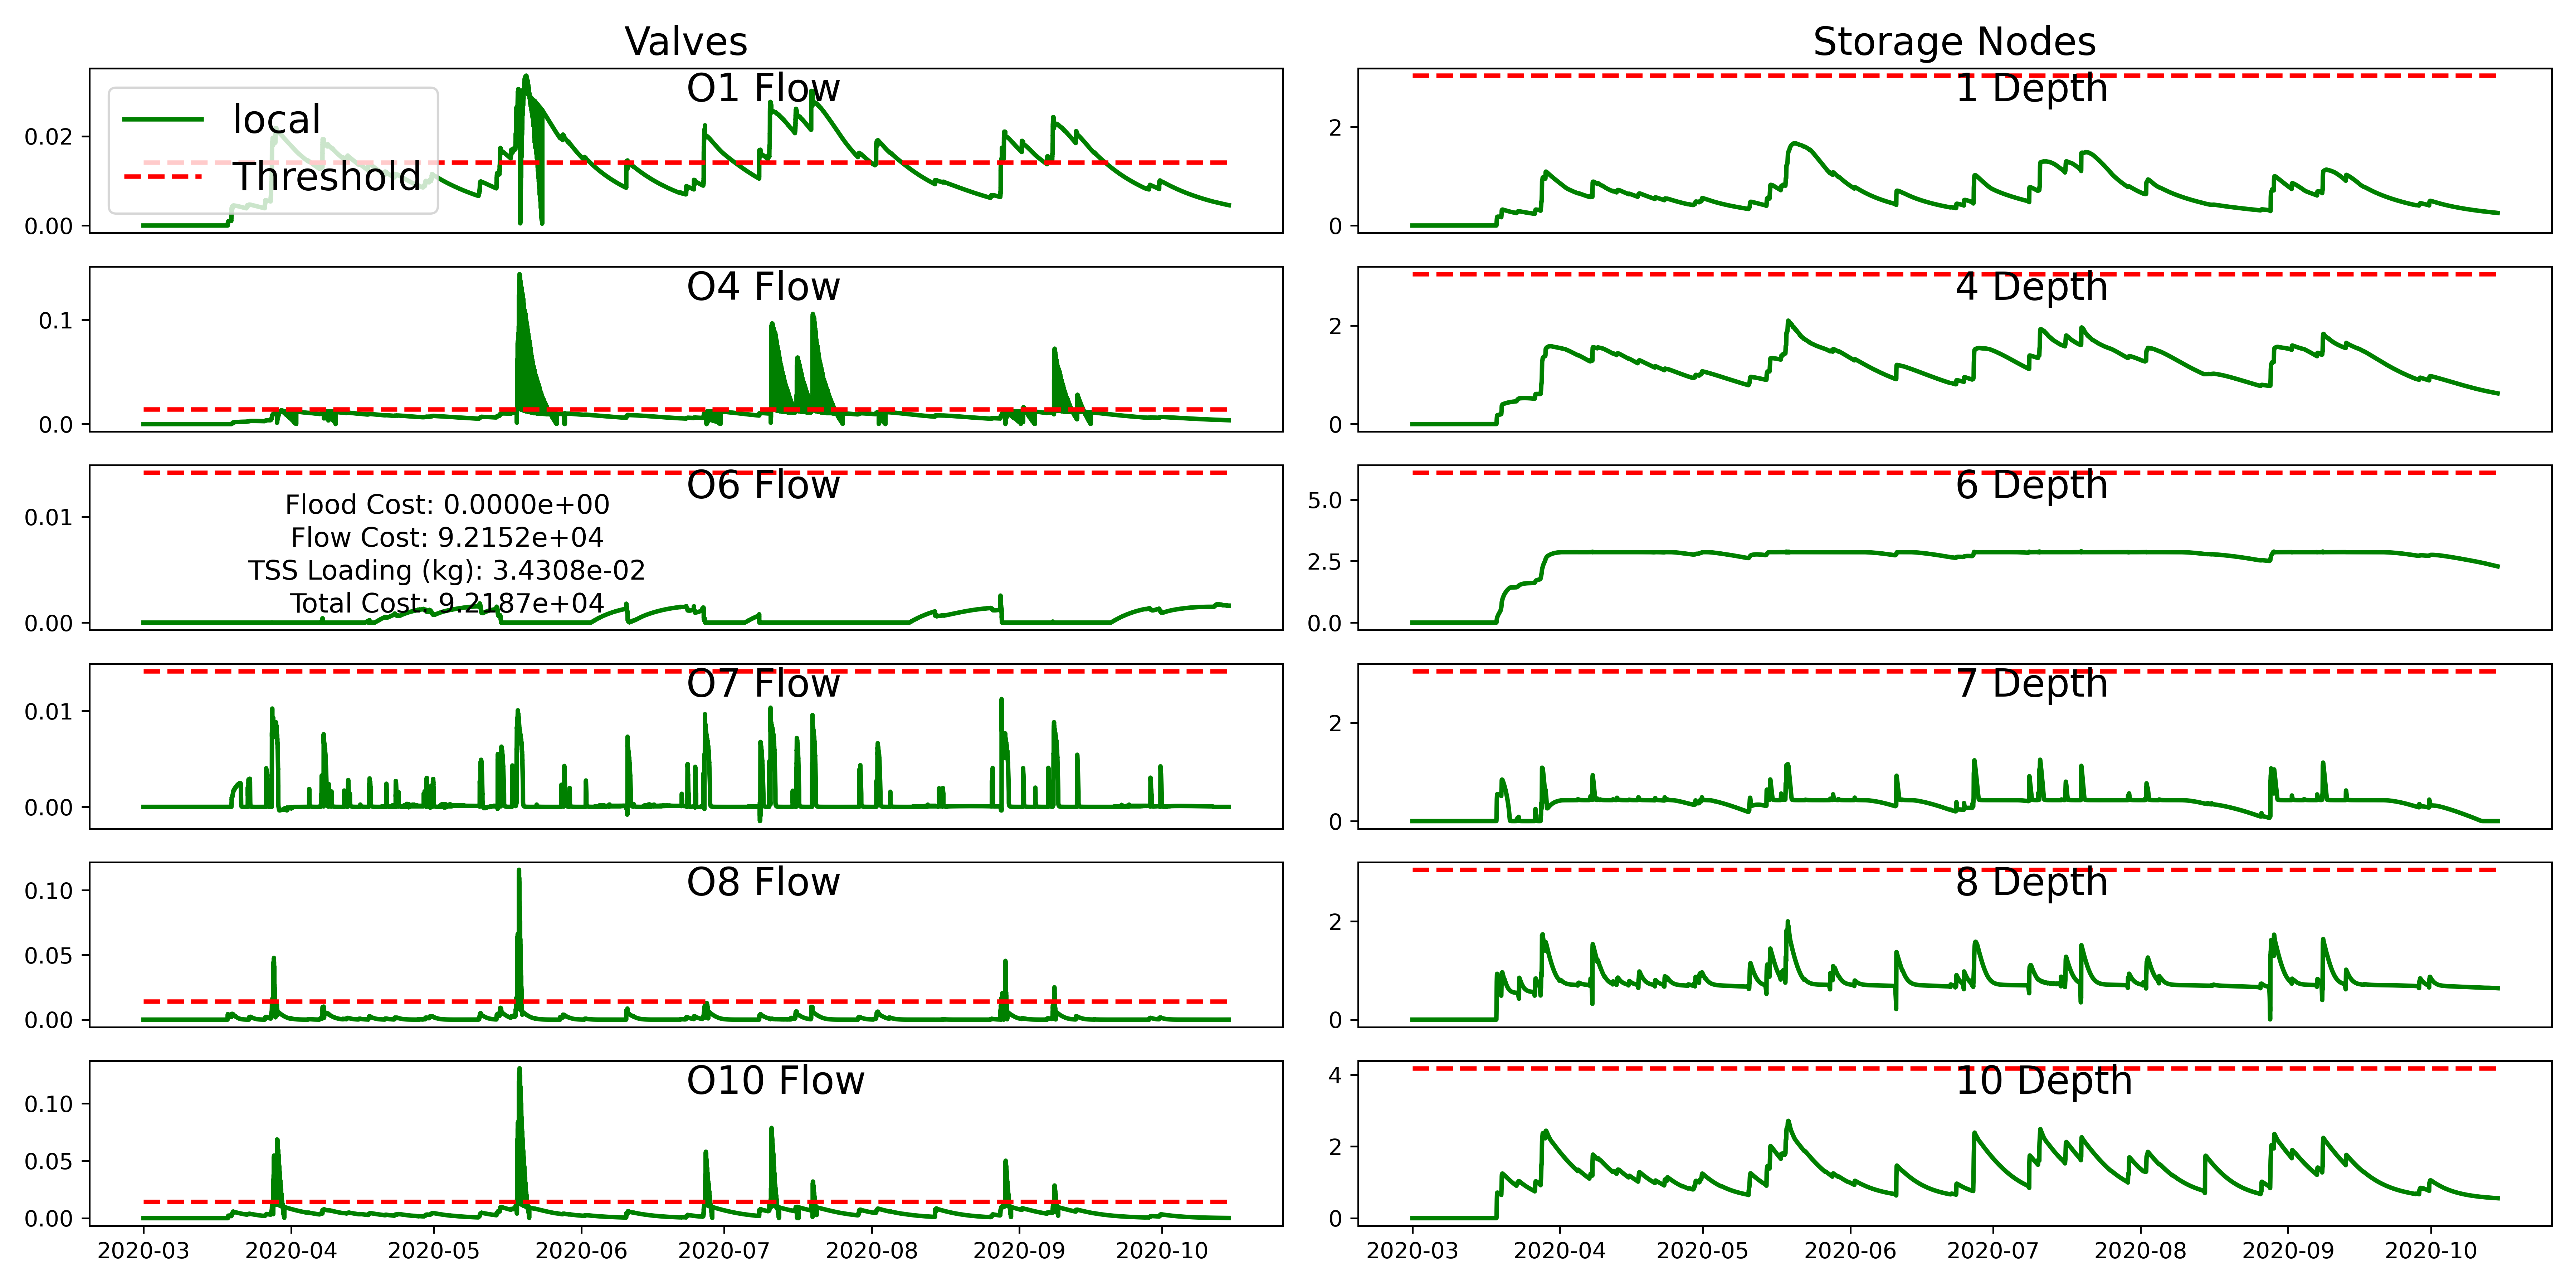 Valves
Storage Nodes
O1 Flow
local
Threshold
0.02
0.00
1 Depth
2
0
O4 Flow
0.1
0.0
4 Depth
2
0
O6 Flow
0.01
0.00
Flood Cost: 0.0000e+00
Flow Cost: 9.2152e+04
TSS Loading (kg): 3.4308e-02
Total Cost: 9.2187e+04
6 Depth
5.0
2.5
0.0
O7 Flow
0.01
0.00
7 Depth
2
0
O8 Flow
0.10
0.05
0.00
8 Depth
2
0
O10 Flow
0.10
0.05
0.00
10 Depth
4
2
0
2020-03 2020-04 2020-05 2020-06 2020-07 2020-08 2020-09 2020-10
2020-03 2020-04 2020-05 2020-06 2020-07 2020-08 2020-09 2020-10